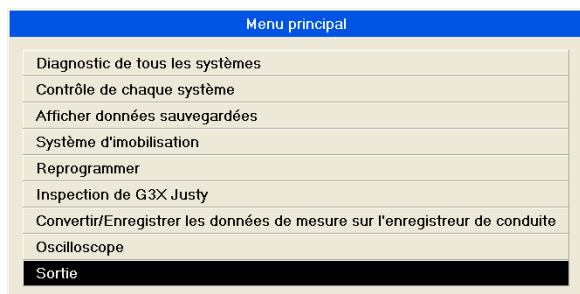 Menu principal
Diagnostic de tous les systèmes
Contrôle de chaque système
Afficher données sauvegardées
Système d'imobilisation
Reprogrammer
Inspection de G3X Justy
Convertir/Enregistrer les données de mesure sur l'enregistreur de conduite
Oscilloscope
Sortie